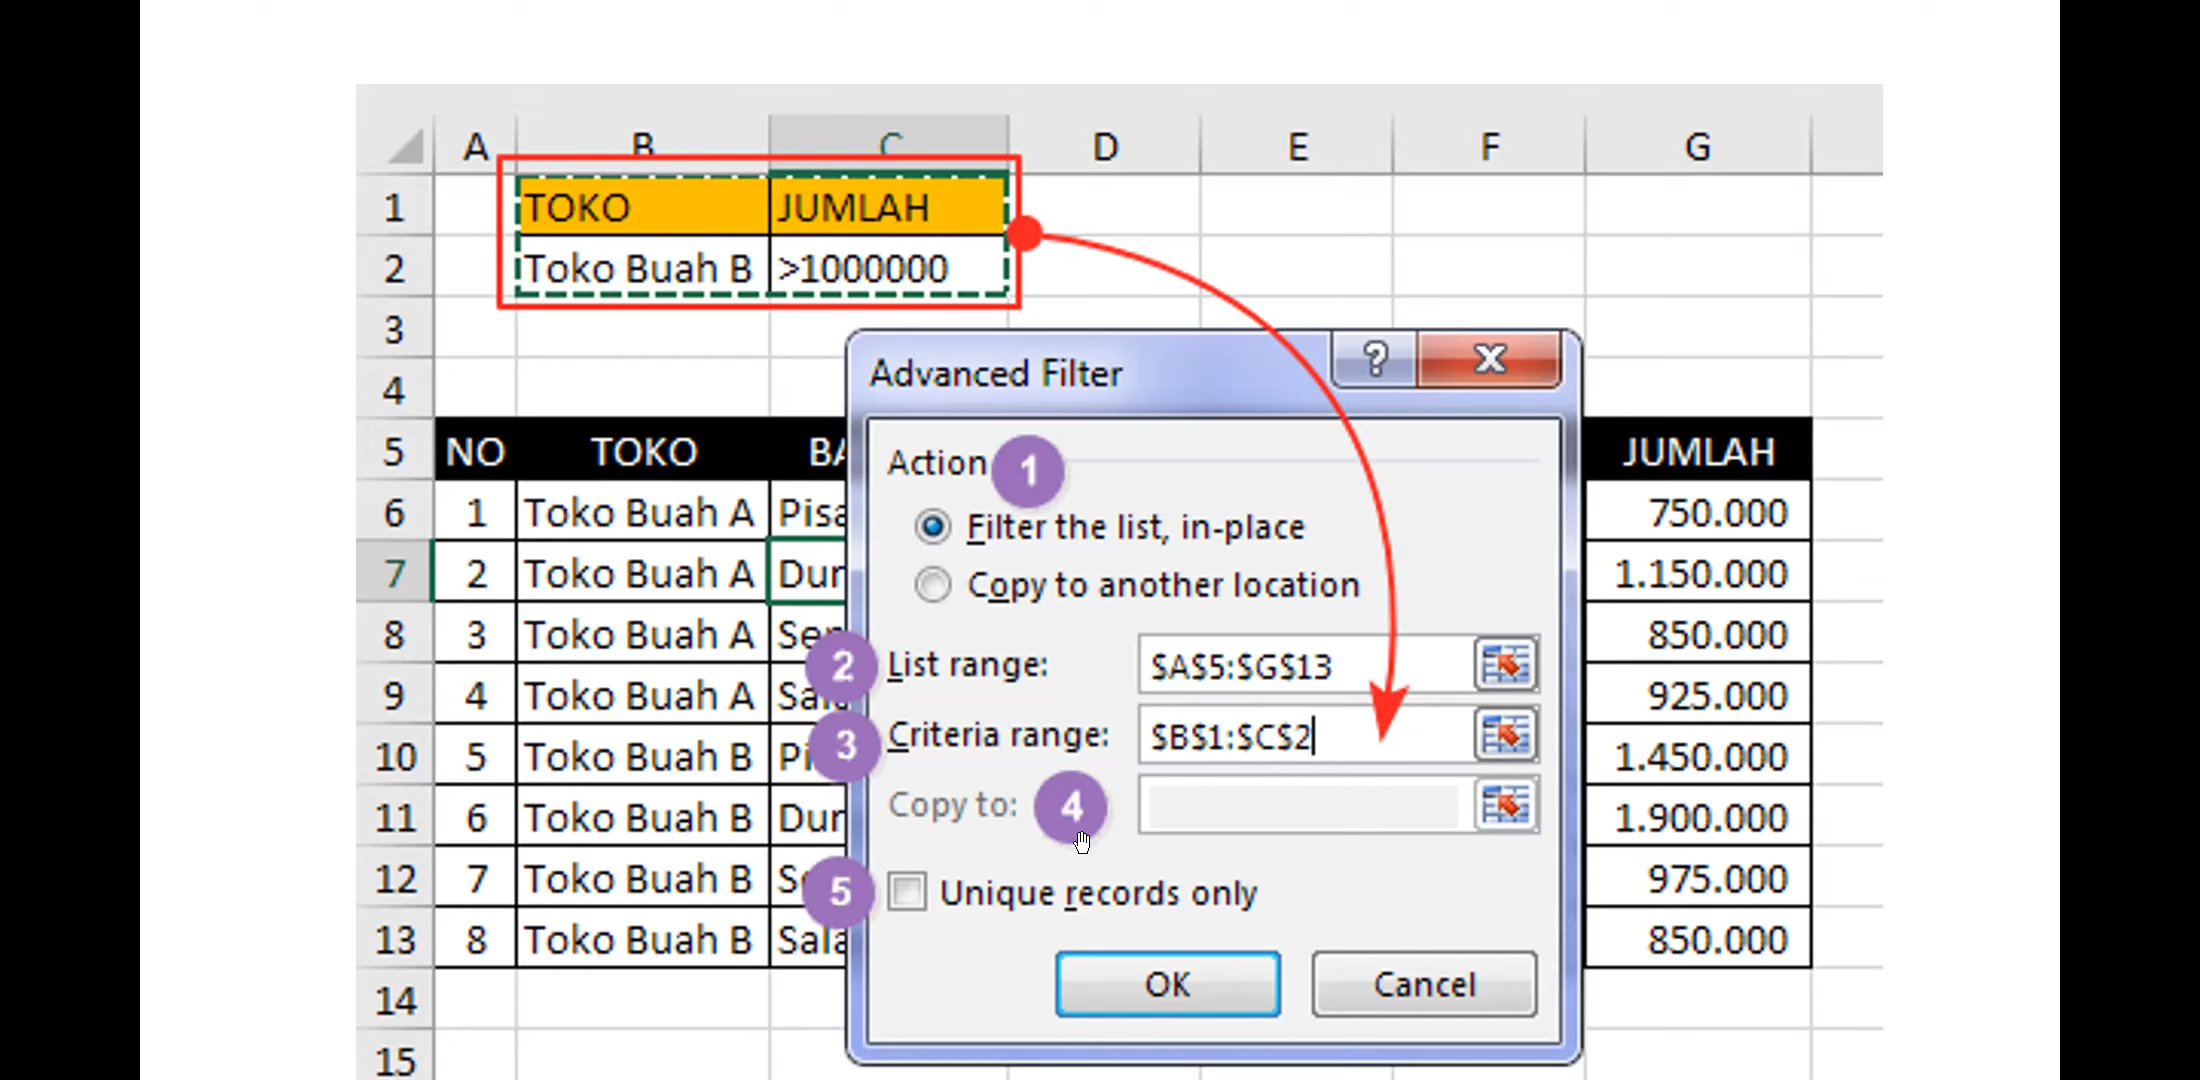 A B C D E F G
1 TOKO JUMLAH
2 Toko Buah B >1000000
3
4
Advanced Filter ?
5 NO TOKO JUMLAH
Action 1
6 1 Toko Buah A 750.000
Filter the list, in-place
7 2 Toko Buah A 1.150.000
Copy to another location
8 3 Toko Buah A 850.000
2 List range: $A$5:$G$13
9 4 Toko Buah A 925.000
3 Criteria range: $B$1:$C$2
10 5 Toko Buah B 1.450.000
Copy to: 4
11 6 Toko Buah B 1.900.000
12 7 Toko Buah B 975.000
5 Unique records only
13 8 Toko Buah B 850.000
OK Cancel
14
15